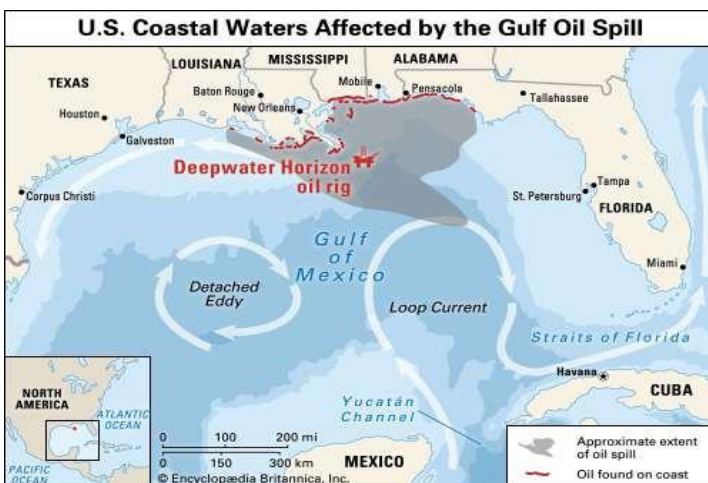 U.S. Coastal Waters Affected by the Gulf Oil Spill
LOUISIANA
MISSISSIPPI
ALABAMA
TEXAS
Baton Rouge
Mobile
Pensacola
Tallahassee
Houston
New Orleans
Galveston
Deepwater Horizon
oil rig
Corpus Christi
Tampa
St. Petersburg
FLORIDA
Gulf
of
Mexico
Miami
Detached
Eddy
Loop Current
Straits of Florida
Havana
CUBA
Yucatán
Channel
NORTH
AMERICA
ATLANTIC
OCEAN
PACIFIC
OCEAN
0 100 200 mi
0 150 300 km
MEXICO
© Encyclopædia Britannica, Inc.
Approximate extent
of oil spill
Oil found on coast